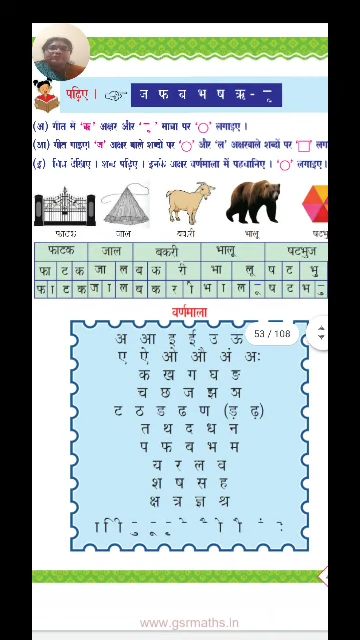 पढ़िए । ज फ व भ ष ऋ - ृ
(अ) गीत में 'ऋ' अक्षर और 'ृ' मात्रा पर '○' लगाइए ।
(आ) गीत गाइए 'ज' अक्षर वाले शब्दों पर '○' और 'ल' अक्षरवाले शब्दों पर '□' लग
(इ) चित्र देखिए । शब्द पढ़िए । इनके अक्षर वर्णमाला में पहचानिए । '○' लगाइए ।
फाटक जाल बकरी भालू षटभुज
फाटक जाल बकरी भालू षटभुज
फा ट क जा ल ब क री भा लू ष ट भु
फ ा ट क ज ा ल ब क र ी भ ा ल ू ष ट भ ु
वर्णमाला
अ आ इ ई उ ऊ
53 / 108
ए ऐ ओ औ अं अः
क ख ग घ ङ
च छ ज झ ञ
ट ठ ड ढ ण (ड़ ढ़)
त थ द ध न
प फ ब भ म
य र ल व
श ष स ह
क्ष त्र ज्ञ श्र
ा ि ी ु ू ृ े ै ो ौ ं ः
www.gsrmaths.in